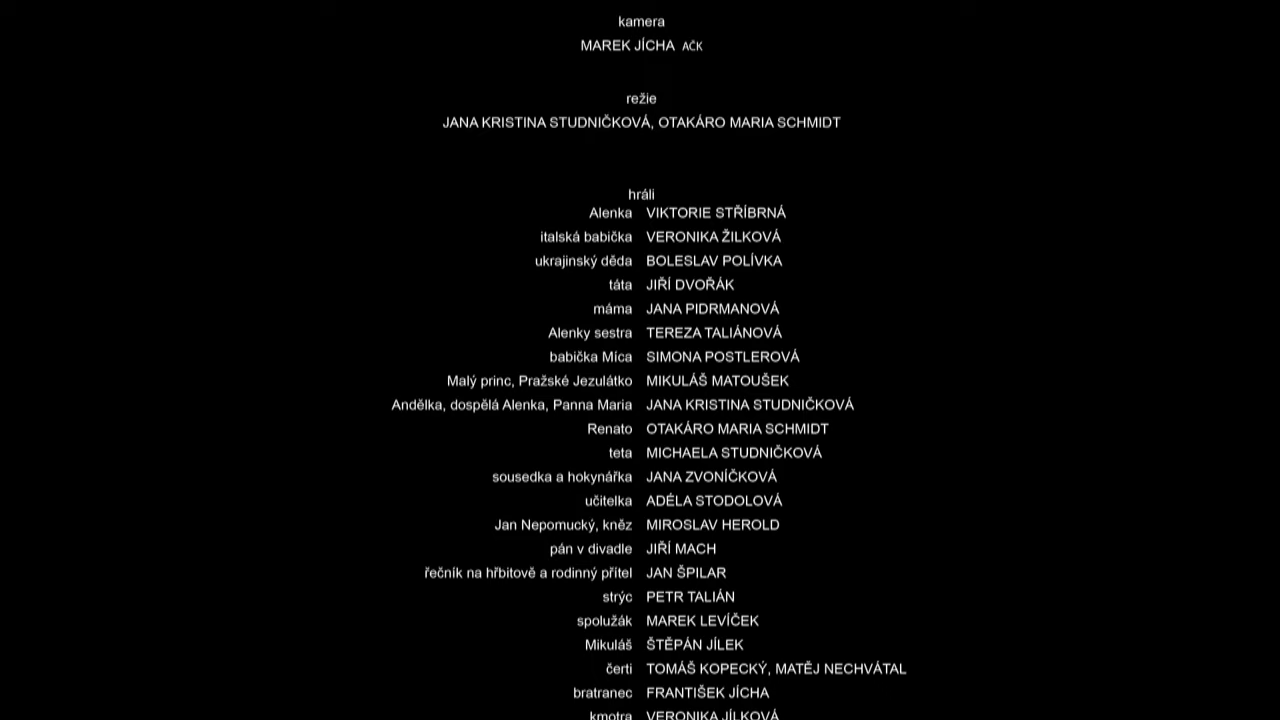 kamera
MAREK JÍCHA AČK
režie
JANA KRISTINA STUDNIČKOVÁ, OTAKÁRO MARIA SCHMIDT
hráli
Alenka VIKTORIE STŘÍBRNÁ
italská babička VERONIKA ŽILKOVÁ
ukrajinský děda BOLESLAV POLÍVKA
táta JIŘÍ DVOŘÁK
máma JANA PIDRMANOVÁ
Alenky sestra TEREZA TALIÁNOVÁ
babička Míca SIMONA POSTLEROVÁ
Malý princ, Pražské Jezulátko MIKULÁŠ MATOUŠEK
Andělka, dospělá Alenka, Panna Maria JANA KRISTINA STUDNIČKOVÁ
Renato OTAKÁRO MARIA SCHMIDT
teta MICHAELA STUDNIČKOVÁ
sousedka a hokynářka JANA ZVONÍČKOVÁ
učitelka ADÉLA STODOLOVÁ
Jan Nepomucký, kněz MIROSLAV HEROLD
pán v divadle JIŘÍ MACH
řečník na hřbitově a rodinný přítel JAN ŠPILAR
strýc PETR TALIÁN
spolužák MAREK LEVÍČEK
Mikuláš ŠTĚPÁN JÍLEK
čerti TOMÁŠ KOPECKÝ, MATĚJ NECHVÁTAL
bratranec FRANTIŠEK JÍCHA
kmotra VERONIKA JÍLKOVÁ